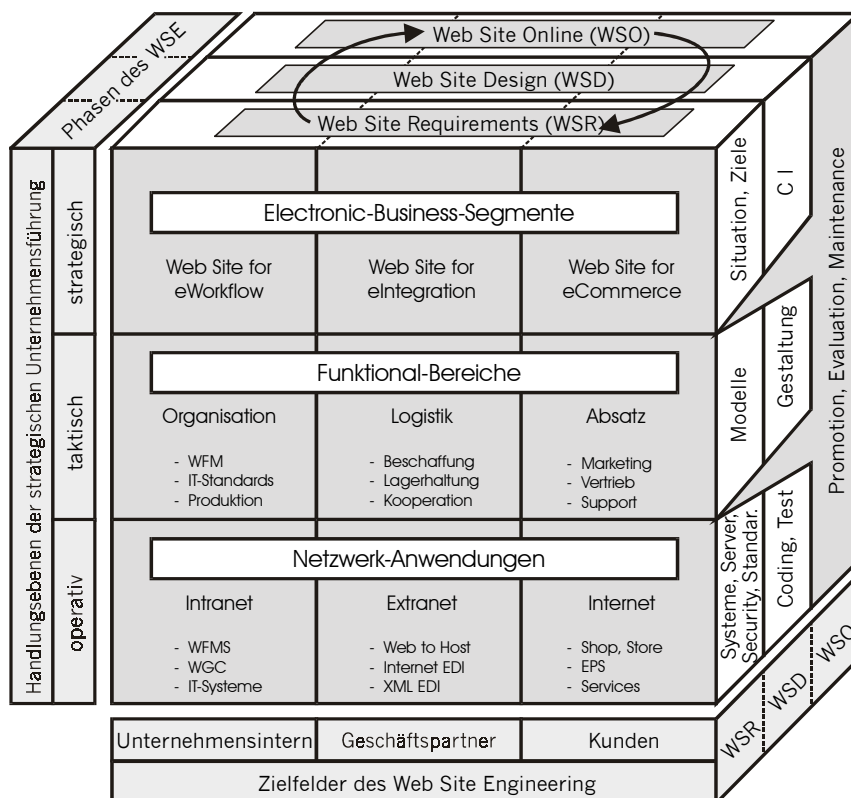 Phasen des WSE
Web Site Online (WSO)
Web Site Design (WSD)
Web Site Requirements (WSR)
Handlungsebenen der strategischen Unternehmensführung
strategisch
Electronic-Business-Segmente
Web Site for
eWorkflow
Web Site for
eIntegration
Web Site for
eCommerce
Situation, Ziele
C I
Promotion, Evaluation, Maintenance
taktisch
Funktional-Bereiche
Organisation
- WFM
- IT-Standards
- Produktion
Logistik
- Beschaffung
- Lagerhaltung
- Kooperation
Absatz
- Marketing
- Vertrieb
- Support
Modelle
Gestaltung
operativ
Netzwerk-Anwendungen
Intranet
- WFMS
- WGC
- IT-Systeme
Extranet
- Web to Host
- Internet EDI
- XML EDI
Internet
- Shop, Store
- EPS
- Services
Systeme, Server,
Security, Standar.
Coding, Test
WSR
WSD
WSO
Unternehmensintern
Geschäftspartner
Kunden
Zielfelder des Web Site Engineering